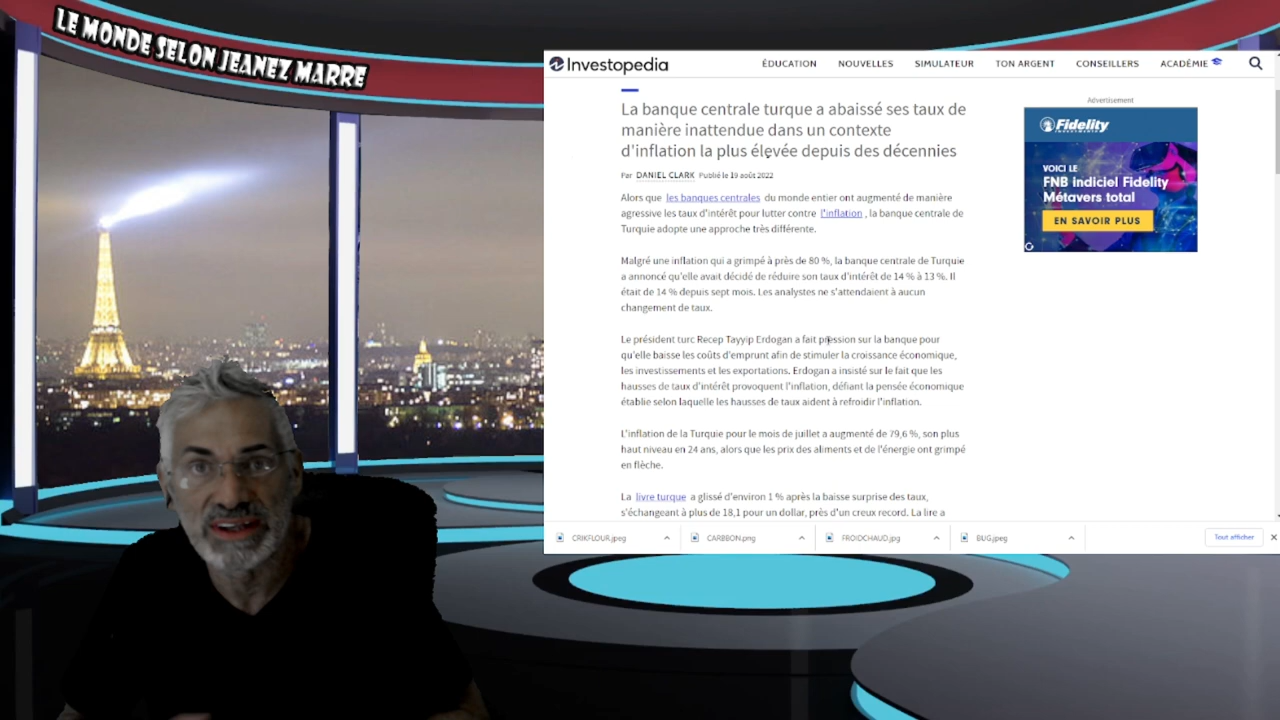 LE MONDE SELON JEANEZ MARRE
Investopedia
ÉDUCATION NOUVELLES SIMULATEUR TON ARGENT CONSEILLERS ACADÉMIE
La banque centrale turque a abaissé ses taux de
manière inattendue dans un contexte
d'inflation la plus élevée depuis des décennies
Par DANIEL CLARK Publié le 19 août 2022
Alors que les banques centrales du monde entier ont augmenté de manière
agressive les taux d'intérêt pour lutter contre l'inflation , la banque centrale de
Turquie adopte une approche très différente.
Malgré une inflation qui a grimpé à près de 80 %, la banque centrale de Turquie
a annoncé qu'elle avait décidé de réduire son taux d'intérêt de 14 % à 13 %. Il
était de 14 % depuis sept mois. Les analystes ne s'attendaient à aucun
changement de taux.
Le président turc Recep Tayyip Erdogan a fait pression sur la banque pour
qu'elle baisse les coûts d'emprunt afin de stimuler la croissance économique,
les investissements et les exportations. Erdogan a insisté sur le fait que les
hausses de taux d'intérêt provoquent l'inflation, défiant la pensée économique
établie selon laquelle les hausses de taux aident à refroidir l'inflation.
L'inflation de la Turquie pour le mois de juillet a augmenté de 79,6 %, son plus
haut niveau en 24 ans, alors que les prix des aliments et de l'énergie ont grimpé
en flèche.
La livre turque a glissé d'environ 1 % après la baisse surprise des taux,
s'échangeant à plus de 18,1 pour un dollar, près d'un creux record. La lire a
Advertisement
Fidelity
INVESTMENTS
VOICI LE
FNB indiciel Fidelity
Métavers total
EN SAVOIR PLUS
CRIKFLOUR.jpeg CARBBON.png FROIDCHAUD.jpg BUG.jpeg Tout afficher